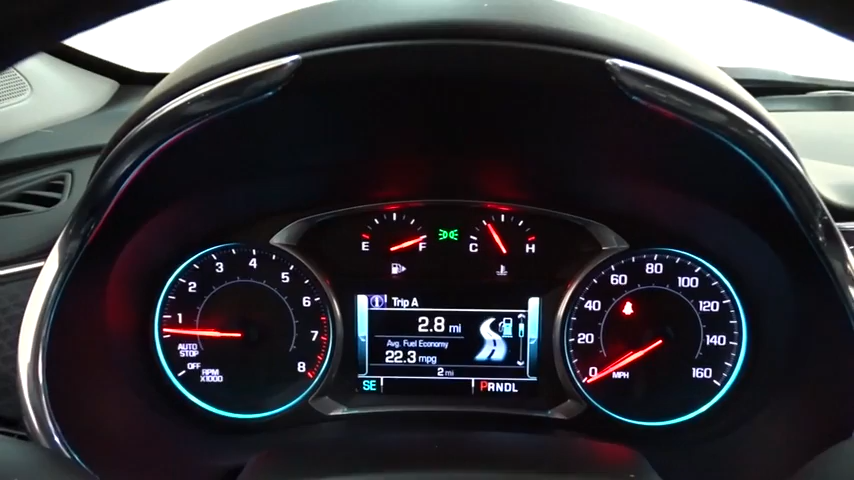 E F
C H
1 2 3 4 5 6 7 8
AUTO STOP
OFF
RPM
X1000
Trip A
2.8 mi
Avg. Fuel Economy
22.3 mpg
2 mi
SE
PRNDL
0 20 40 60 80 100 120 140 160
MPH